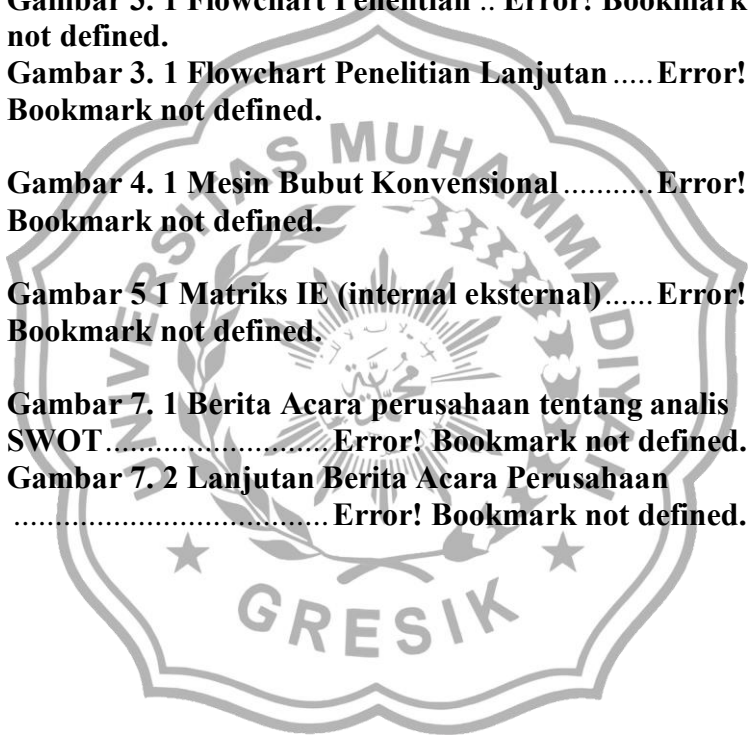 Gambar 3. 1 Flowchart Penelitian .. Error! Bookmark
not defined.
Gambar 3. 1 Flowchart Penelitian Lanjutan ..... Error!
Bookmark not defined.
Gambar 4. 1 Mesin Bubut Konvensional ........... Error!
Bookmark not defined.
Gambar 5 1 Matriks IE (internal eksternal) ...... Error!
Bookmark not defined.
Gambar 7. 1 Berita Acara perusahaan tentang analis
SWOT .......................... Error! Bookmark not defined.
Gambar 7. 2 Lanjutan Berita Acara Perusahaan
..................................... Error! Bookmark not defined.
UNIVERSITAS MUHAMMADIYAH
GRESIK